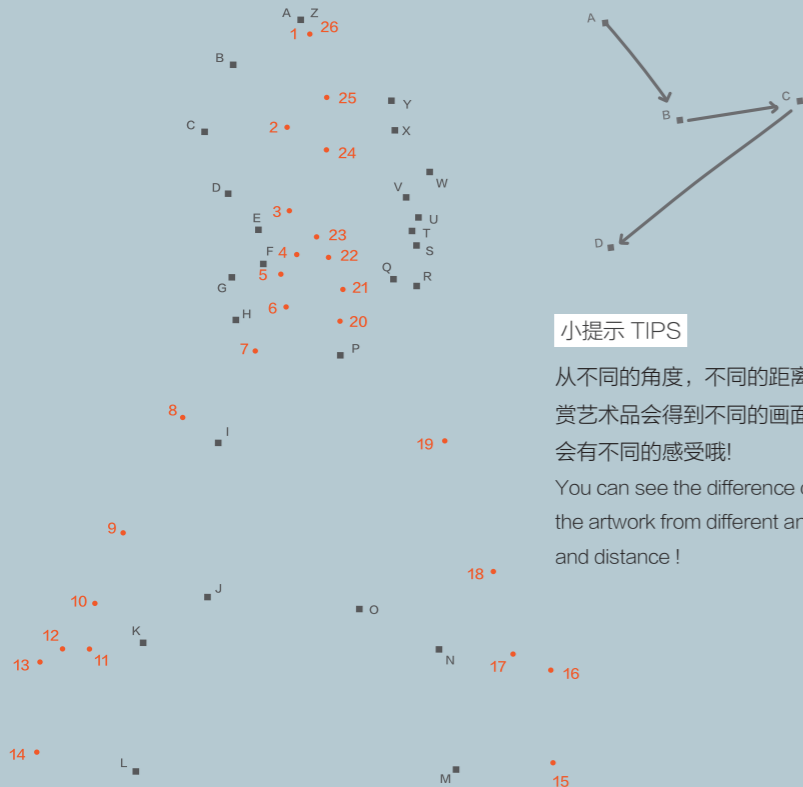 A Z
1 26
B
25
Y
C 2 X
24
W
D V
3 U
E T
23 S
F 4 22
G 5 Q R
21
6
H 20
7 P
8
I 19
9
18
10 J O
12 K
13 11 N 17 16
14
L M 15
A
B C
D
小提示 TIPS
从不同的角度，不同的距离
赏艺术品会得到不同的画面
会有不同的感受哦!
You can see the difference
the artwork from different
and distance !